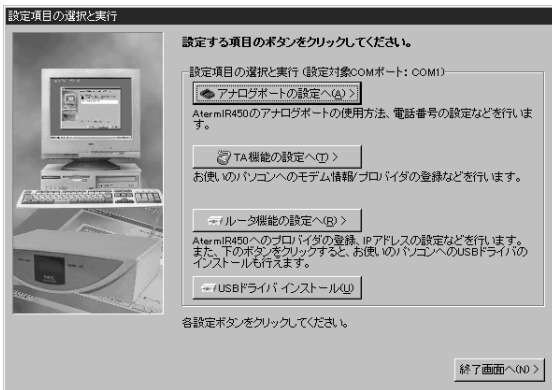 設定項目の選択と実行
設定する項目のボタンをクリックしてください。
設定項目の選択と実行(設定対象COMポート: COM1)
アナログポートの設定へ(A) >
AtermIR450のアナログポートの使用方法、電話番号の設定などを行いま
す。
TA機能の設定へ(T) >
お使いのパソコンへのモデム情報/プロバイダの登録などを行います。
ルータ機能の設定へ(R) >
AtermIR450へのプロバイダの登録、IPアドレスの設定などを行います。
また、下のボタンをクリックすると、お使いのパソコンへのUSBドライバの
インストールも行えます。
USBドライバ インストール(U)
各設定ボタンをクリックしてください。
終了画面へ(N) >